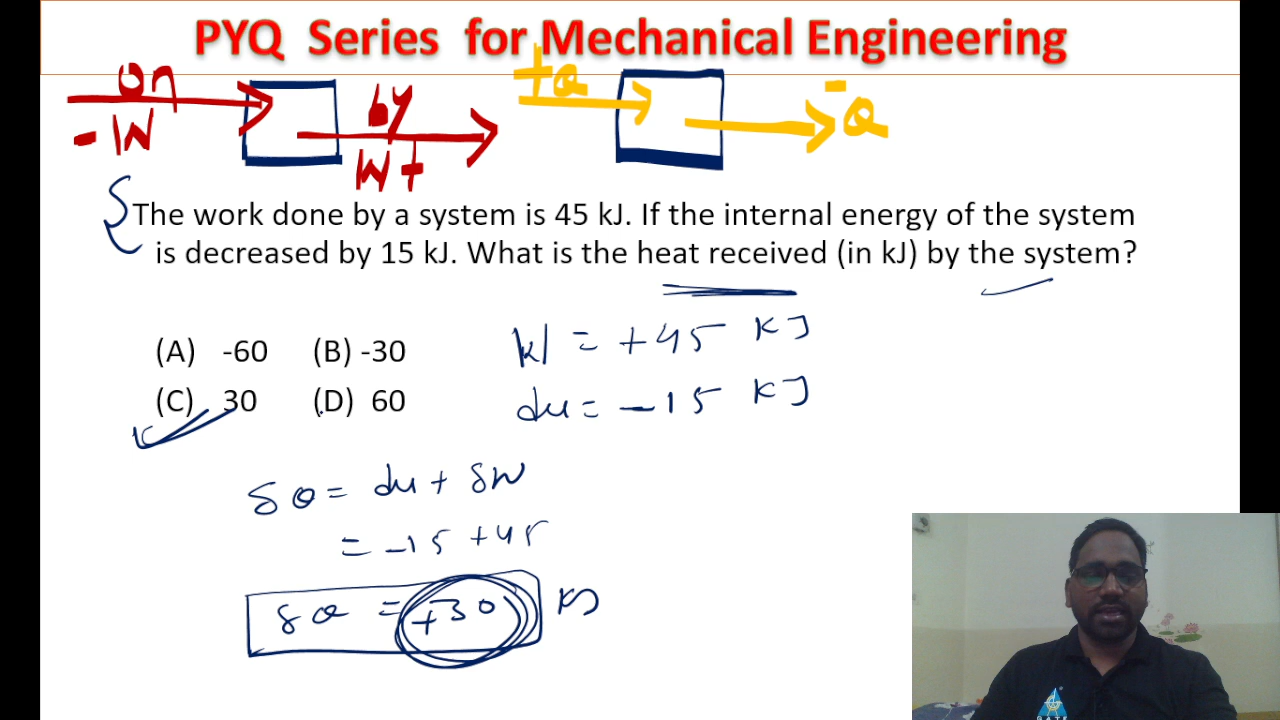 PYQ Series for Mechanical Engineering
on
-W
by
W+
+Q
-Q
The work done by a system is 45 kJ. If the internal energy of the system
is decreased by 15 kJ. What is the heat received (in kJ) by the system?
(A) -60 (B) -30
(C) 30 (D) 60
W = +45 KJ
du = -15 KJ
δQ = du + δW
= -15 +45
δQ = +30 KJ
GATE